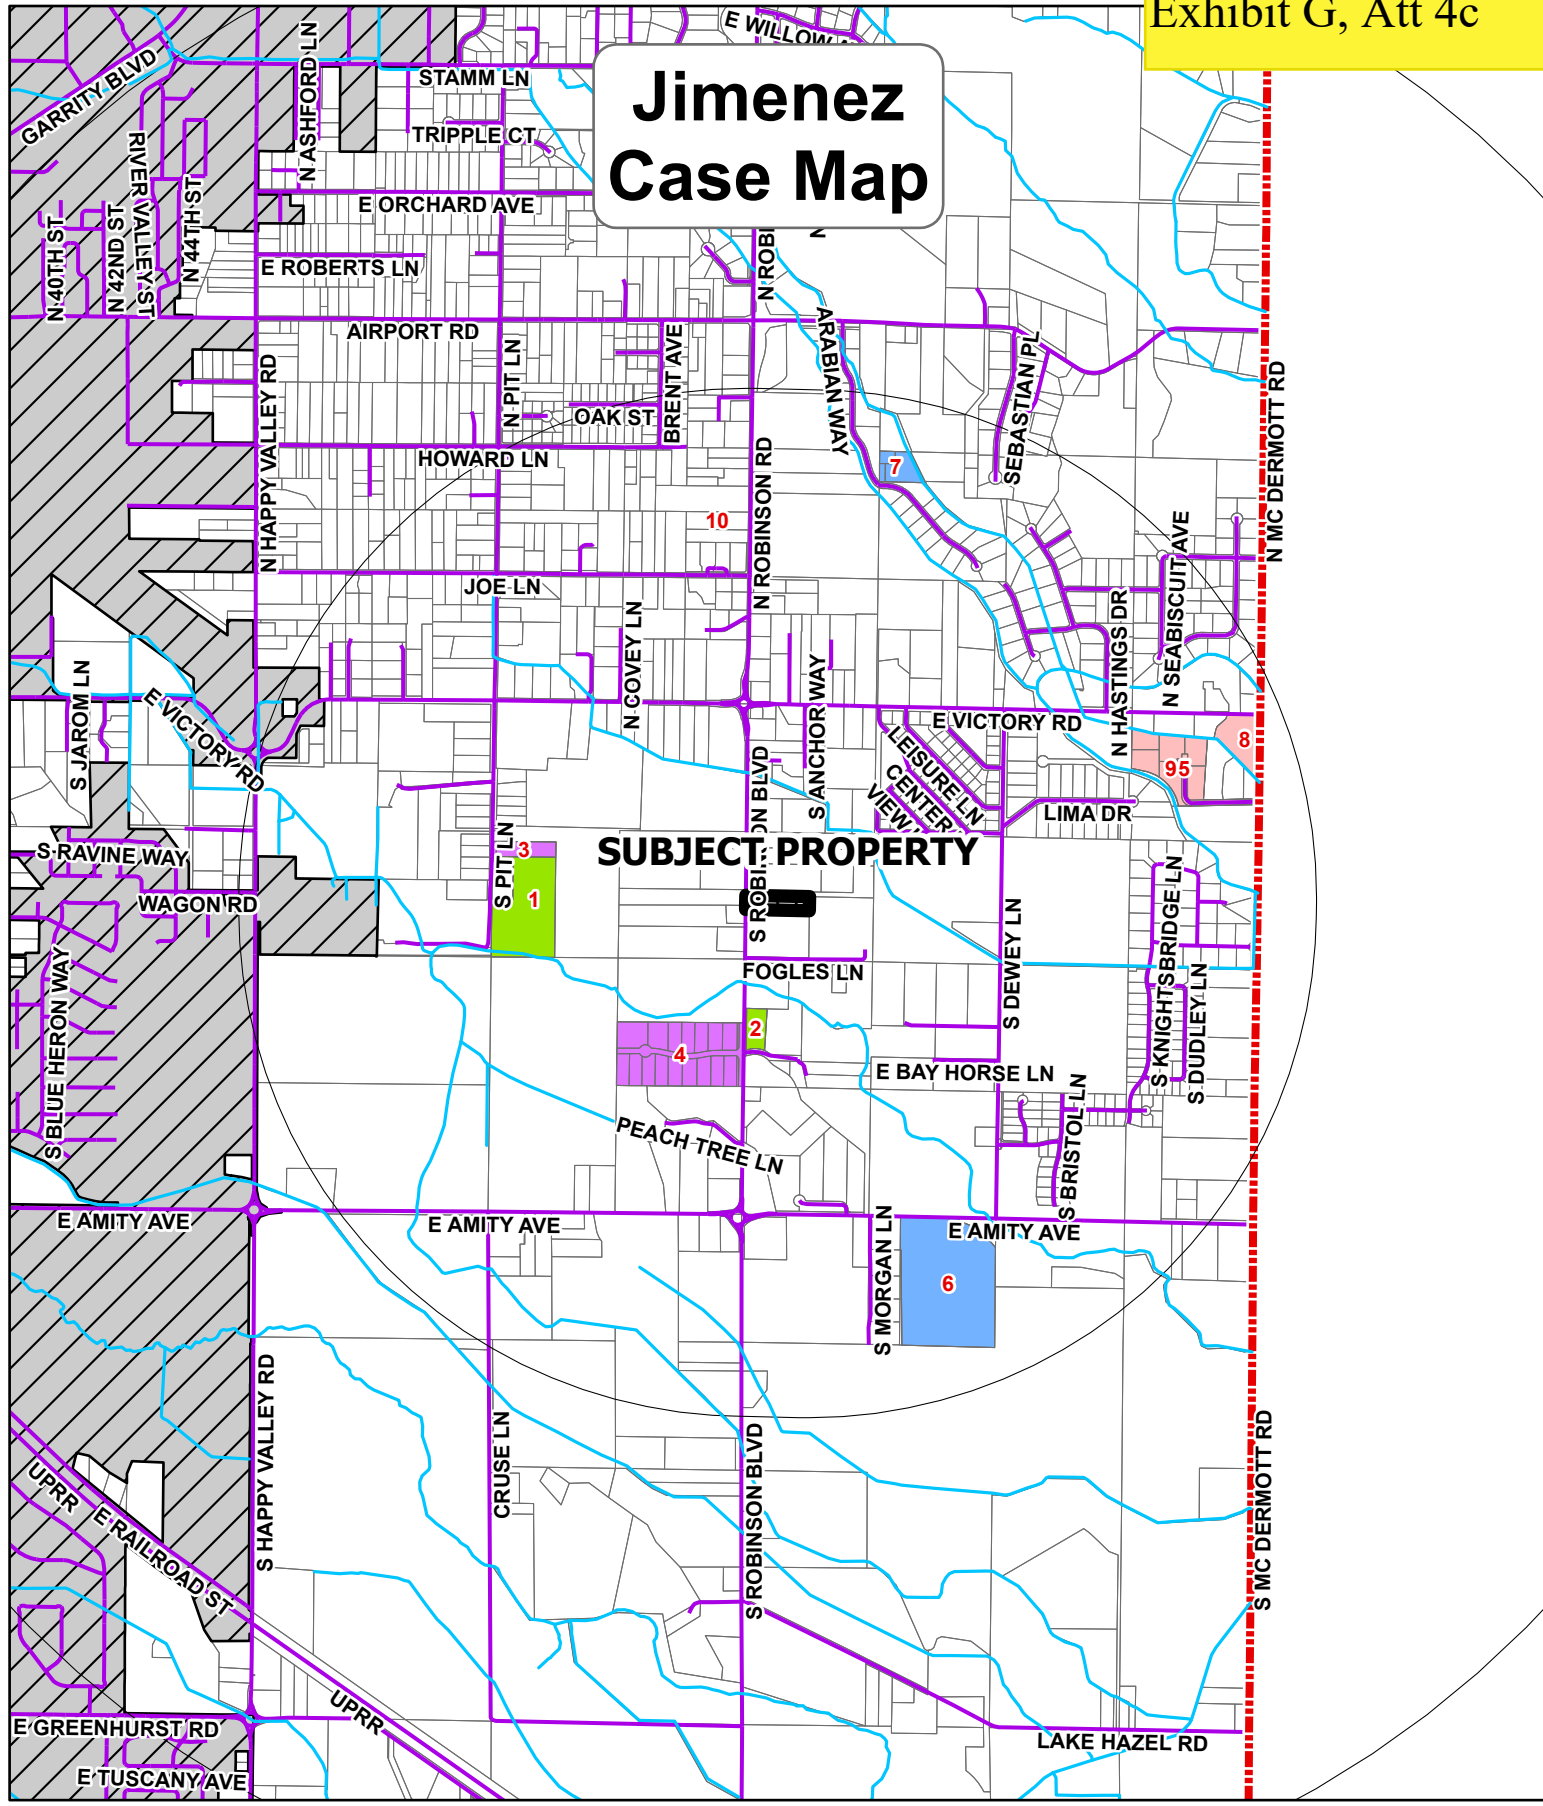 Exhibit G, Att 4c
Jimenez
Case Map
E WILLOW
GARRITY BLVD
N ASHFORD LN
STAMM LN
TRIPPLE CT
RIVER VALLEY ST
N 44TH ST
N 42ND ST
N 40TH ST
E ORCHARD AVE
E ROBERTS LN
N ROBI
N
AIRPORT RD
N PIT LN
BRENT AVE
OAK ST
ARABIAN WAY
SEBASTIAN PL
N MC DERMOTT RD
N HAPPY VALLEY RD
HOWARD LN
7
10
N ROBINSON RD
JOE LN
N COVEY LN
N HASTINGS DR
N SEABISCUIT AVE
S JAROM LN
E VICTORY RD
S ANCHOR WAY
E VICTORY RD
LEISURE LN
CENTER
VIEW
LIMA DR
8
95
S RAVINE WAY
S PIT LN
3
1
SUBJECT PROPERTY
S ROBINSON BLVD
WAGON RD
S BLUE HERON WAY
FOGLES LN
S DEWEY LN
S KNIGHTSBRIDGE LN
S DUDLEY LN
2
4
E BAY HORSE LN
PEACH TREE LN
S BRISTOL LN
E AMITY AVE
E AMITY AVE
E AMITY AVE
S MORGAN LN
6
S HAPPY VALLEY RD
CRUSE LN
S ROBINSON BLVD
S MC DERMOTT RD
UPRR
E RAILROAD ST
UPRR
E GREENHURST RD
LAKE HAZEL RD
E TUSCANY AVE